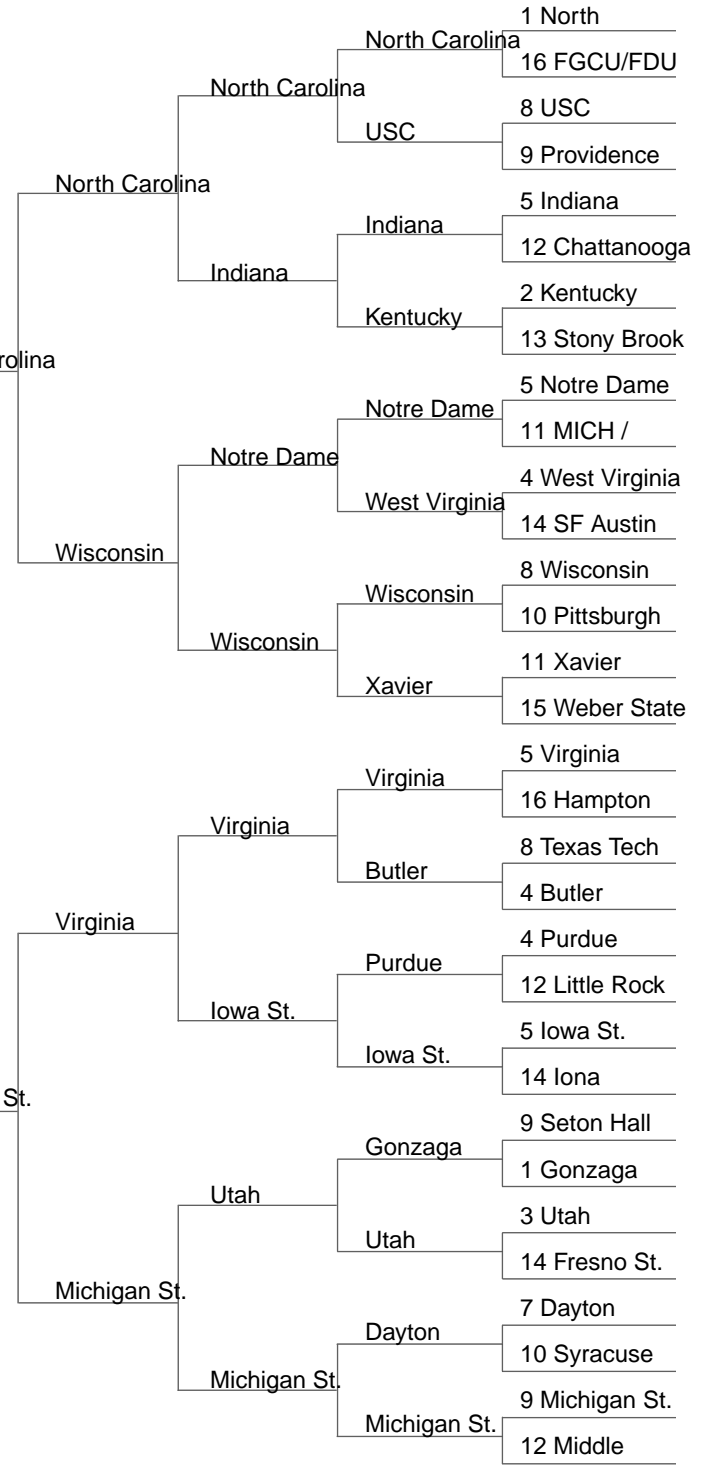 1 North
North Carolina
16 FGCU/FDU
North Carolina
8 USC
USC
9 Providence
North Carolina
5 Indiana
Indiana
12 Chattanooga
Indiana
2 Kentucky
Kentucky
13 Stony Brook
rolina
5 Notre Dame
Notre Dame
11 MICH /
Notre Dame
4 West Virginia
West Virginia
14 SF Austin
Wisconsin
8 Wisconsin
Wisconsin
10 Pittsburgh
Wisconsin
11 Xavier
Xavier
15 Weber State
5 Virginia
Virginia
16 Hampton
Virginia
8 Texas Tech
Butler
4 Butler
Virginia
4 Purdue
Purdue
12 Little Rock
Iowa St.
5 Iowa St.
Iowa St.
14 Iona
St.
9 Seton Hall
Gonzaga
1 Gonzaga
Utah
3 Utah
Utah
14 Fresno St.
Michigan St.
7 Dayton
Dayton
10 Syracuse
Michigan St.
9 Michigan St.
Michigan St.
12 Middle